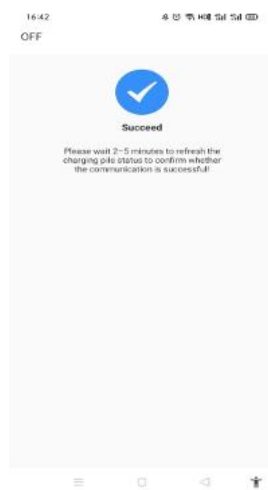 16:42
OFF
Succeed
Please wait 2-5 minutes to refresh the
charging pile status to confirm whether
the communication is successful!